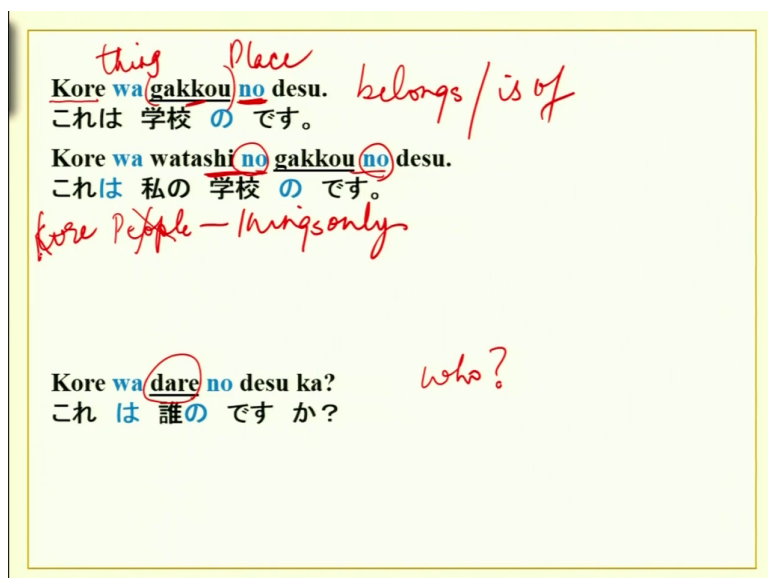 thing Place
Kore wa gakkou no desu. belongs / is of
これは 学校 の です。
Kore wa watashi no gakkou no desu.
これは 私の 学校 の です。
Kore People – things only
Kore wa dare no desu ka? who?
これ は 誰の です か？